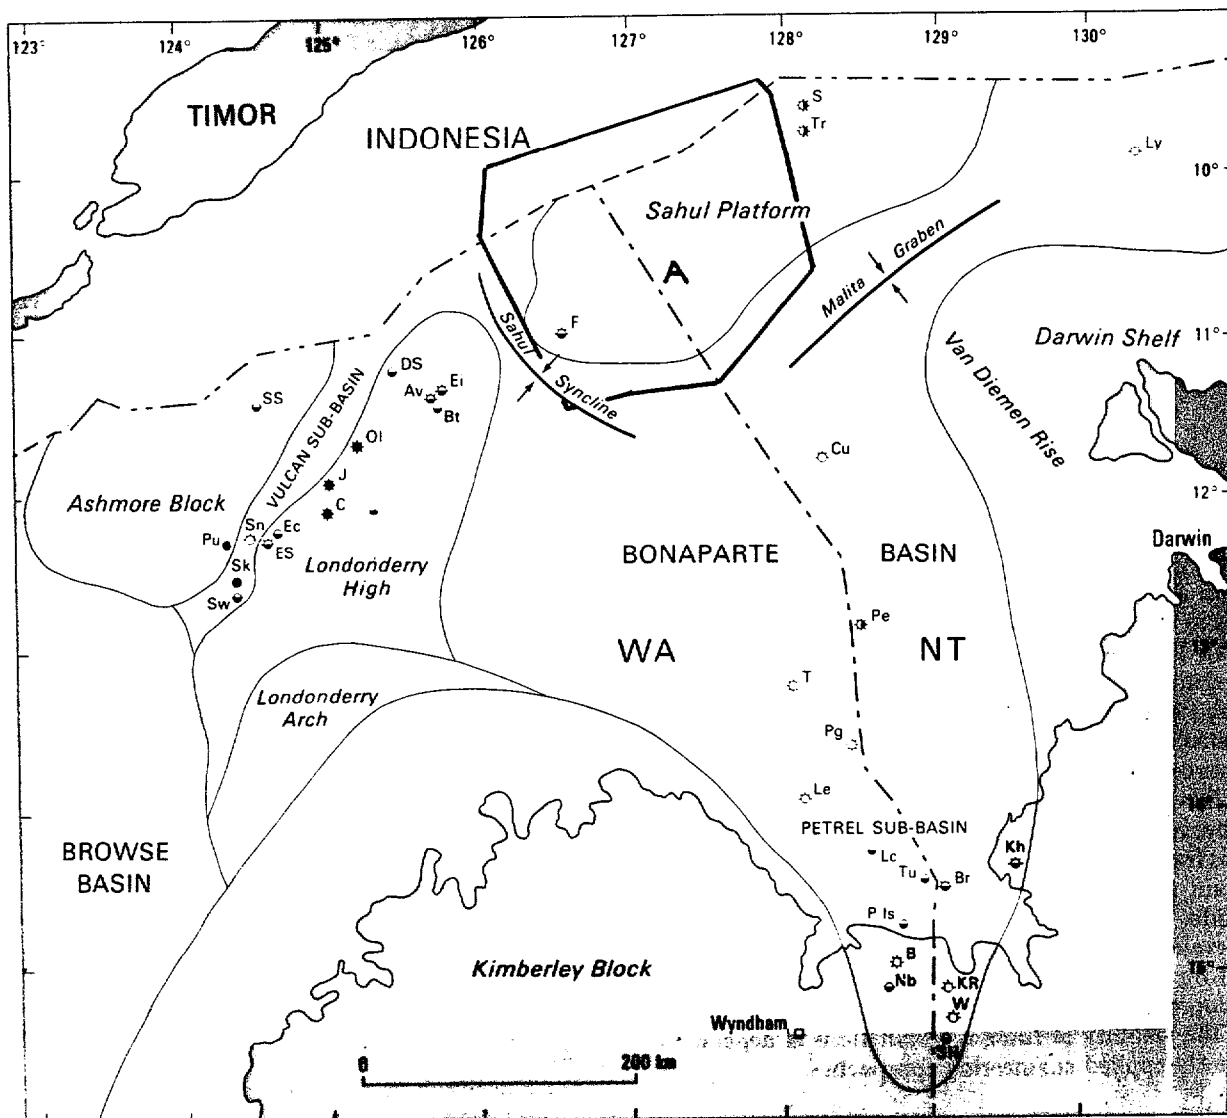 123° 124° 125° 126° 127° 128° 129° 130°
TIMOR
INDONESIA
S
Tr
Ly
10°
Sahul Platform
A
Malita Graben
F
Sahul Syncline
11°
Darwin Shelf
Van Diemen Rise
DS
Av
Ei
Bt
SS
VULCAN SUB-BASIN
Ol
Cu
J
12°
Ashmore Block
C
Sn
Ec
Pu
ES
Sk
Sw
Londonderry
High
BONAPARTE BASIN
Darwin
Pe
WA NT
T
Londonderry
Arch
Pg
Le
PETREL SUB-BASIN
BROWSE
BASIN
Kh
Lc
Tu
Br
P Is
B
Nb
KR
W
Kimberley Block
15°
Wyndham
0 200 km